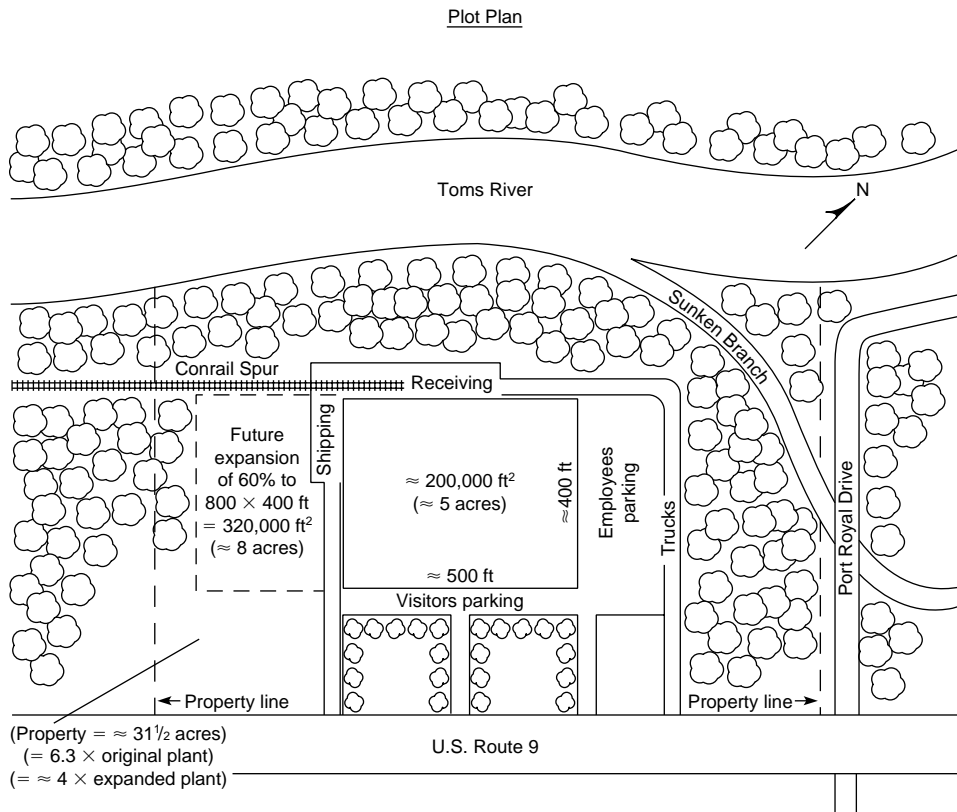 Plot Plan
Toms River
N
Sunken Branch
Conrail Spur
Receiving
Shipping
Future
expansion
of 60% to
800 × 400 ft
= 320,000 ft²
(≈ 8 acres)
≈ 200,000 ft²
(≈ 5 acres)
≈400 ft
≈ 500 ft
Employees
parking
Trucks
Port Royal Drive
Visitors parking
Property line
Property line
(Property = ≈ 31½ acres)
(= 6.3 × original plant)
(= ≈ 4 × expanded plant)
U.S. Route 9